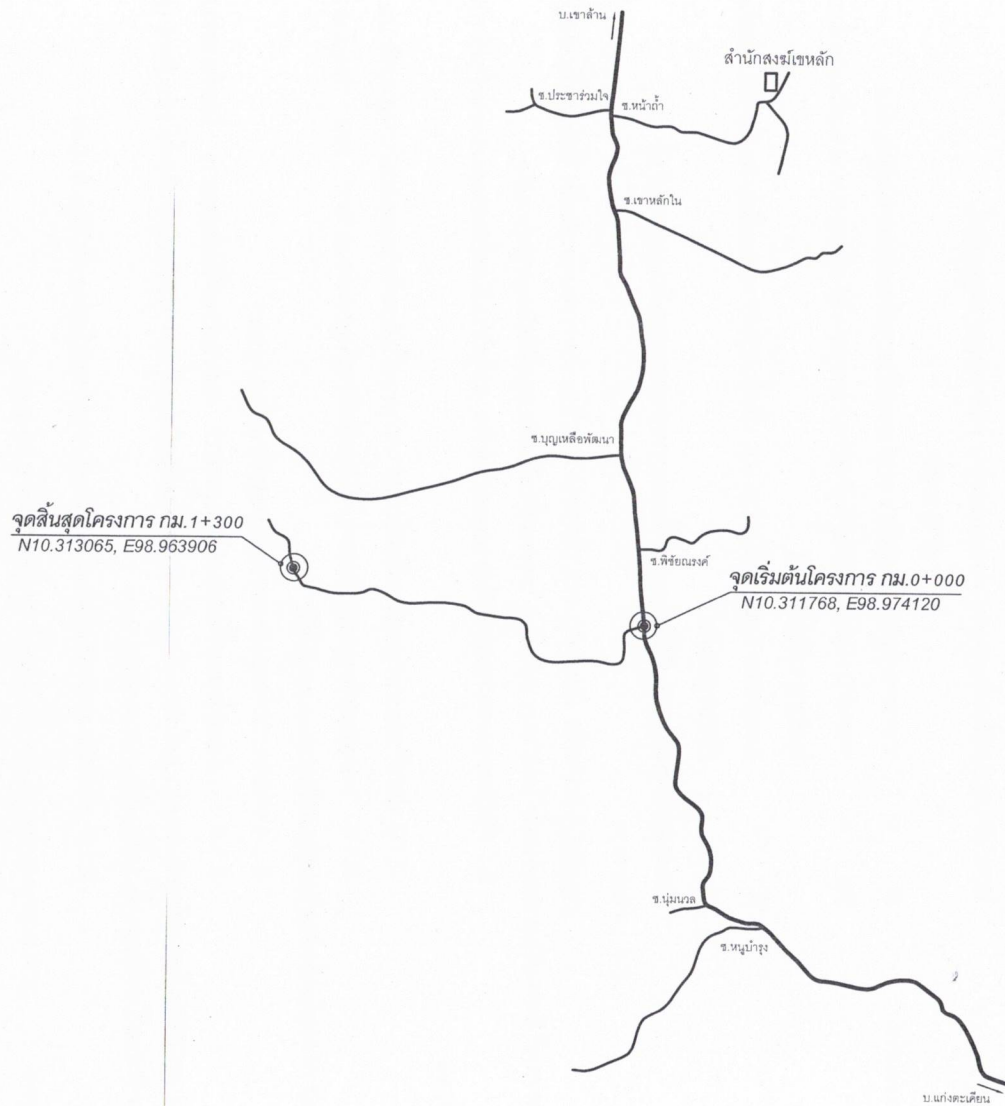 บ.เขาล้าน
สำนักสงฆ์เขหลัก
ซ.ประชาร่วมใจ
ซ.หน้าถ้ำ
ซ.เขาหลักใน
ซ.บุญเหลือพัฒนา
จุดสิ้นสุดโครงการ กม.1+300
N10.313065, E98.963906
ซ.พิชัยณรงค์
จุดเริ่มต้นโครงการ กม.0+000
N10.311768, E98.974120
ซ.นุ่มนวล
ซ.หนูบำรุง
บ.แก่งตะเคียน